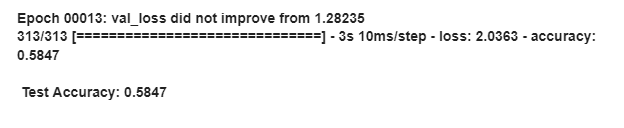 Epoch 00013: val_loss did not improve from 1.28235
313/313 [==============================] - 3s 10ms/step - loss: 2.0363 - accuracy:
0.5847
Test Accuracy: 0.5847